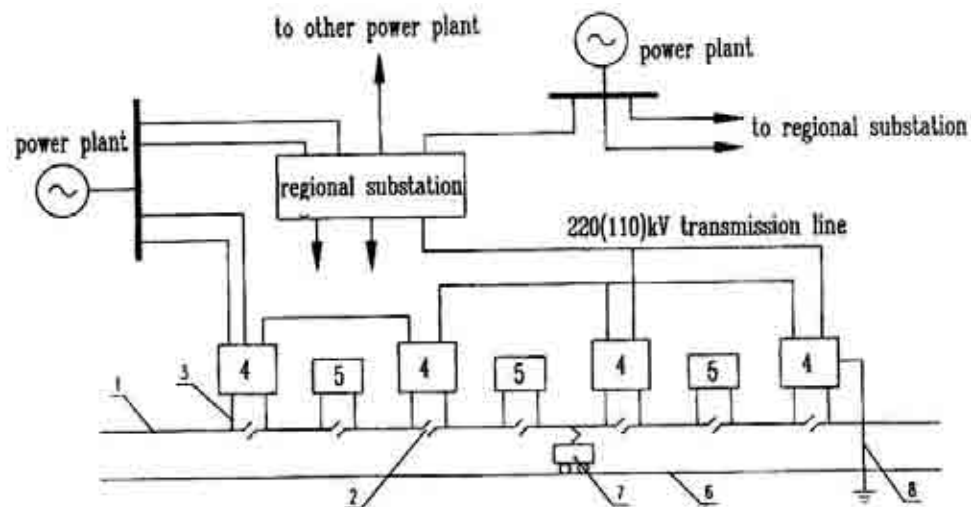 to other power plant
power plant
to regional substation
power plant
regional substation
220(110)kV transmission line
4
5
4
5
4
5
4
3
1
2
7
6
8